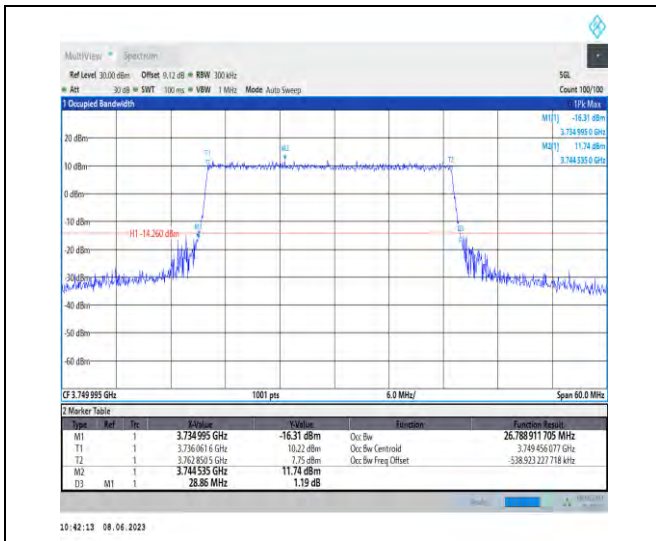 MultiView Spectrum
Ref Level 30.00 dBm Offset 9.12 dB RBW 300 kHz SGL
Att 30 dB SWT 100 ms VBW 1 MHz Mode Auto Sweep Count 100/100
1 Occupied Bandwidth 1Pk Max
M1[1] -16.31 dBm
3.734 995 0 GHz
M2[1] 11.74 dBm
3.744 535 0 GHz
20 dBm
T1 M2 T2
10 dBm
0 dBm
-10 dBm
H1 -14.260 dBm
-20 dBm
-30 dBm
-40 dBm
-50 dBm
-60 dBm
CF 3.749 995 GHz 1001 pts 6.0 MHz/ Span 60.0 MHz
2 Marker Table
Type Ref Trc X-Value Y-Value Function Function Result
M1 1 3.734 995 GHz -16.31 dBm Occ Bw 26.788 911 705 MHz
T1 1 3.736 061 6 GHz 10.22 dBm Occ Bw Centroid 3.749 456 077 GHz
T2 1 3.762 850 5 GHz 7.75 dBm Occ Bw Freq Offset -538.923 227 718 kHz
M2 1 3.744 535 GHz 11.74 dBm
D3 M1 1 28.86 MHz 1.19 dB
10:42:13 08.06.2023